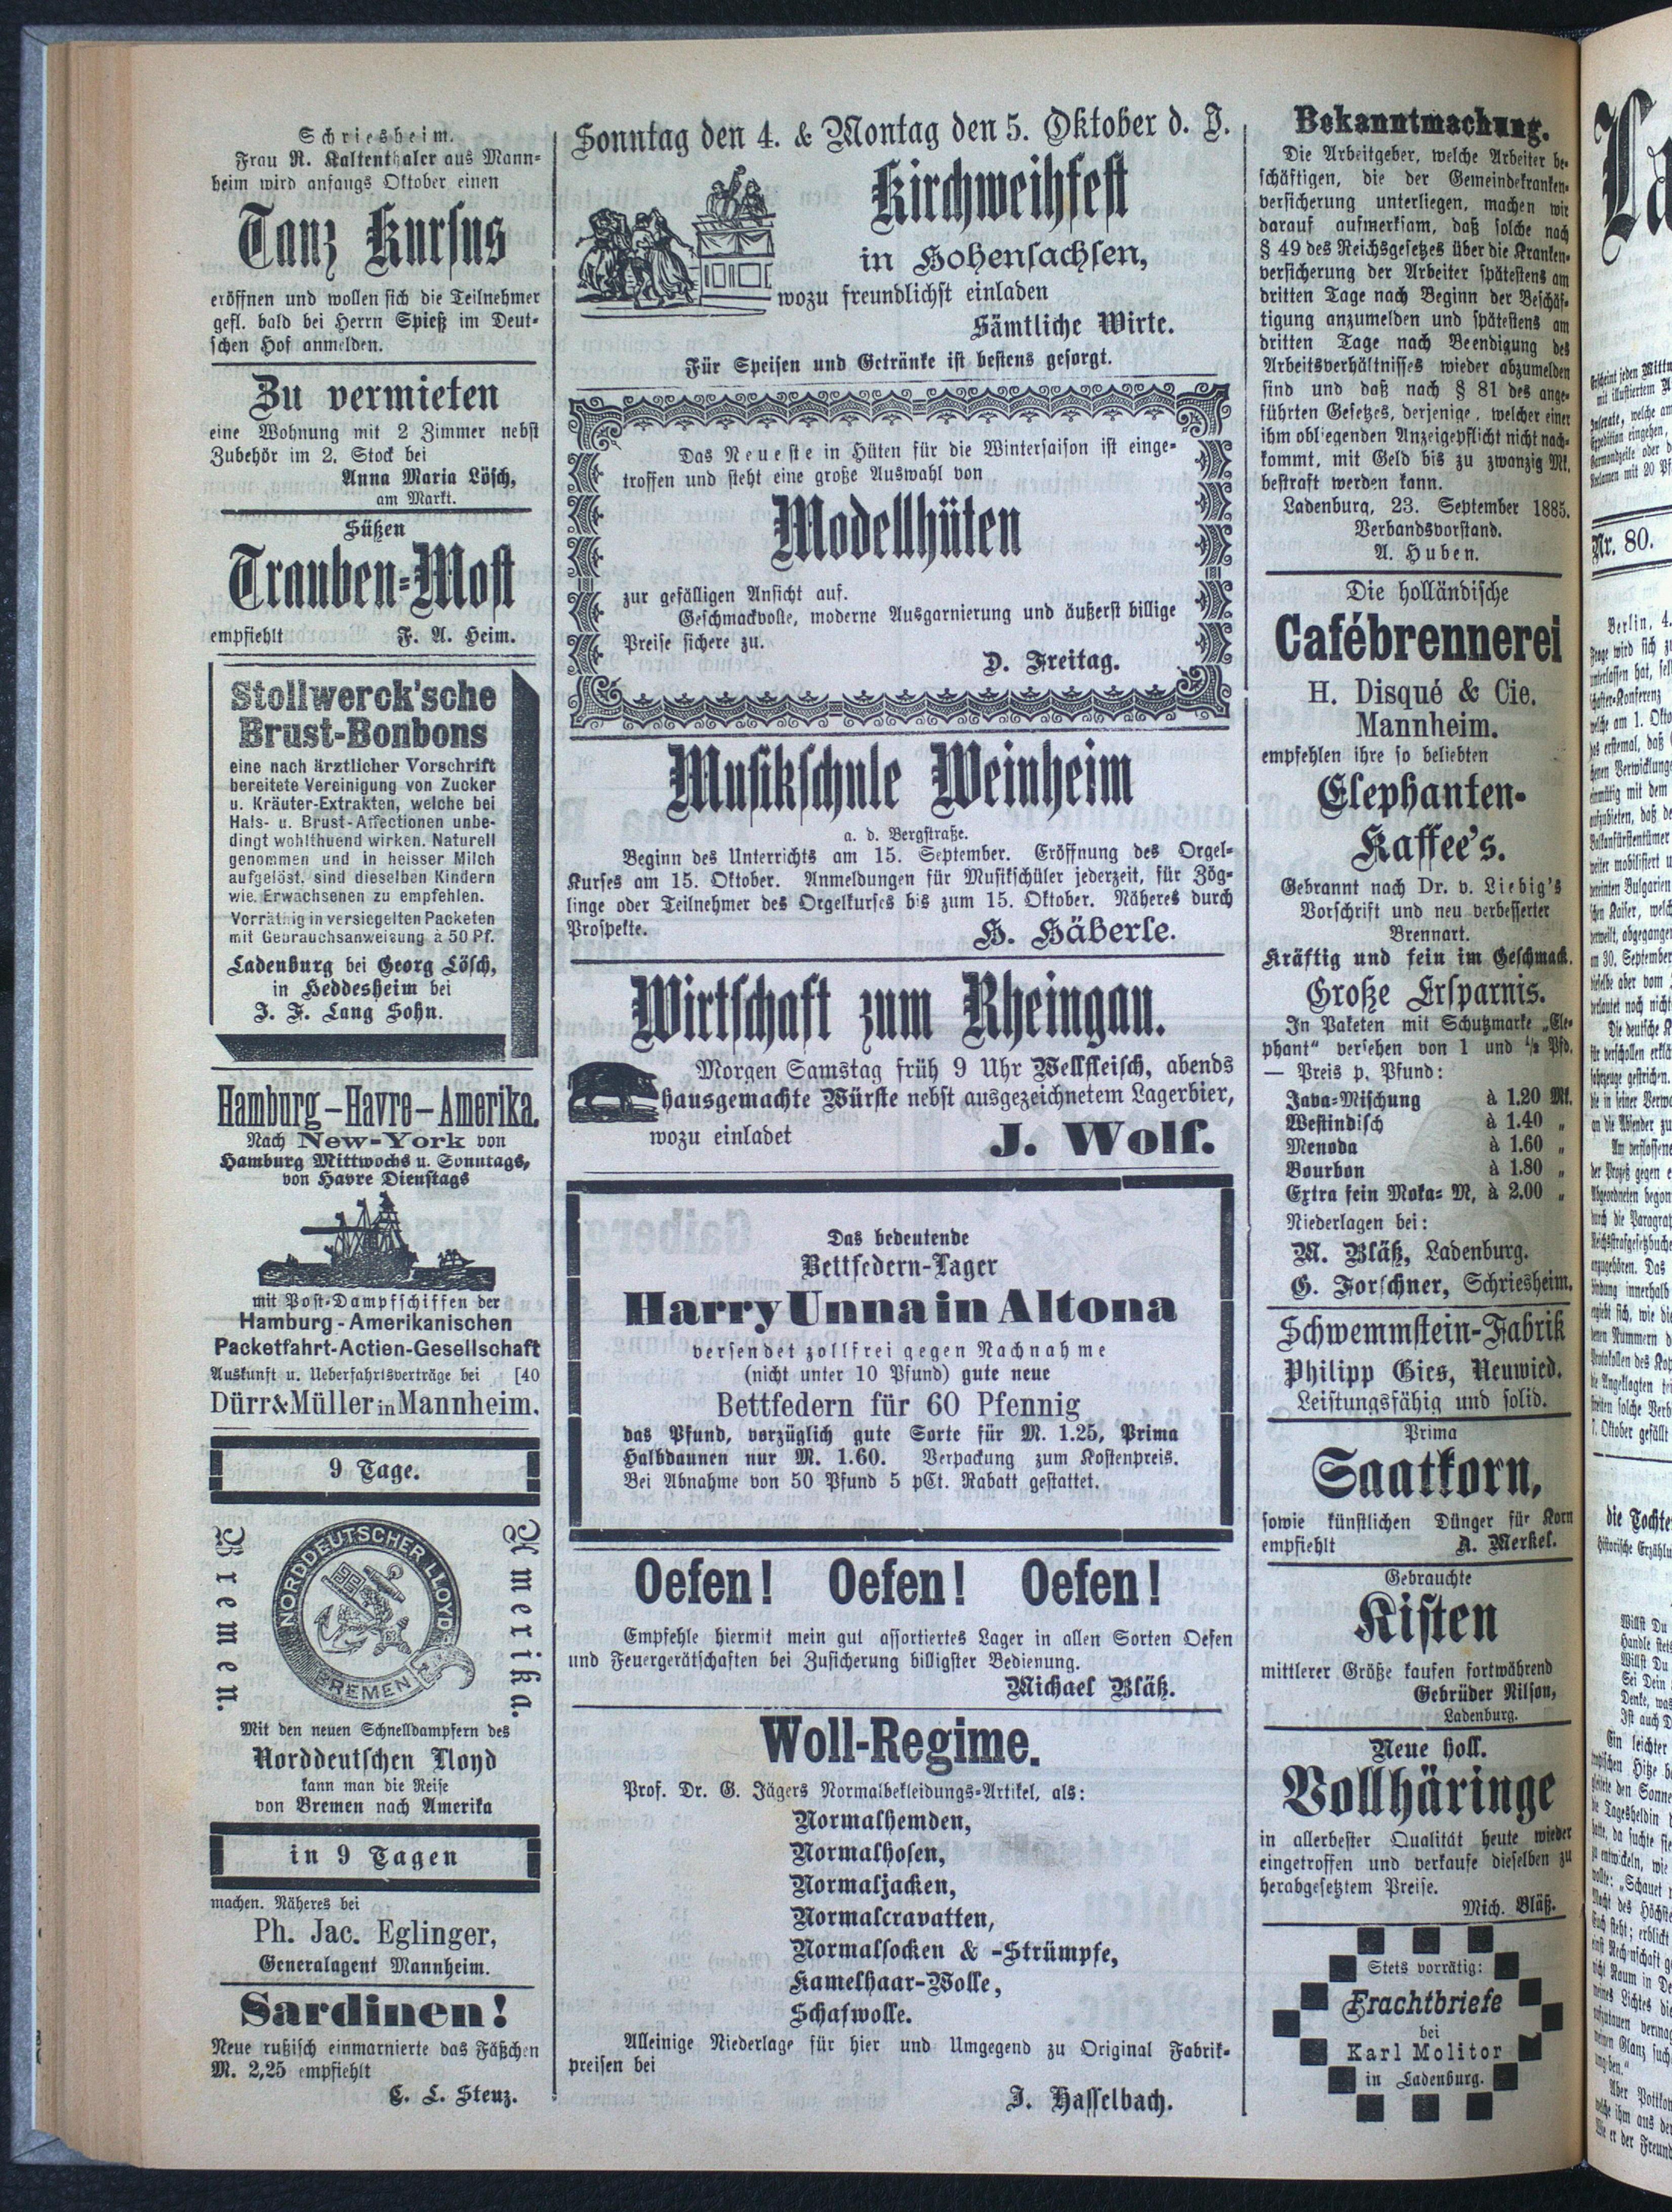 Schriesheim.
Frau R. Kaltenthaler aus Mann-
heim wird anfangs Oktober einen
Tanz Kursus
eröffnen und wollen sich die Teilnehmer
gefl. bald bei Herrn Spieß im Deut-
schen Hof anmelden.
Zu vermieten
eine Wohnung mit 2 Zimmer nebst
Zubehör im 2. Stock bei
Anna Maria Lösch,
am Markt.
Süßen
Trauben-Most
empfiehlt F. A. Heim.
Stollwerck'sche
Brust-Bonbons
eine nach ärztlicher Vorschrift
bereitete Vereinigung von Zucker
u. Kräuter-Extrakten, welche bei
Hals- u. Brust-Affectionen unbe-
dingt wohlthuend wirken. Naturell
genommen und in heisser Milch
aufgelöst, sind dieselben Kindern
wie Erwachsenen zu empfehlen.
Vorräthig in versiegelten Packeten
mit Gebrauchsanweisung à 50 Pf.
Ladenburg bei Georg Lösch,
in Heddesheim bei
J. F. Lang Sohn.
Hamburg-Havre-Amerika.
Nach New-York von
Hamburg Mittwochs u. Sonntags,
von Havre Dienstags
mit Post-Dampfschiffen der
Hamburg-Amerikanischen
Packetfahrt-Actien-Gesellschaft
Auskunft u. Ueberfahrtsverträge bei [40
Dürr & Müller in Mannheim.
9 Tage.
Bremen.
NORDDEUTSCHER LLOYD
BREMEN
Amerika.
Mit den neuen Schnelldampfern des
Norddeutschen Lloyd
kann man die Reise
von Bremen nach Amerika
in 9 Tagen
machen. Näheres bei
Ph. Jac. Eglinger,
Generalagent Mannheim.
Sardinen!
Neue rußisch einmarnierte das Fäßchen
M. 2,25 empfiehlt
C. L. Stenz.
Sonntag den 4. & Montag den 5. Oktober d. J.
Kirchweihfest
in Hohensachsen,
wozu freundlichst einladen
Sämtliche Wirte.
Für Speisen und Getränke ist bestens gesorgt.
Das Neueste in Hüten für die Wintersaison ist einge-
troffen und steht eine große Auswahl von
Modellhüten
zur gefälligen Ansicht auf.
Geschmackvolle, moderne Ausgarnierung und äußerst billige
Preise sichere zu.
D. Freitag.
Musikschule Weinheim
a. d. Bergstraße.
Beginn des Unterrichts am 15. September. Eröffnung des Orgel-
Kurses am 15. Oktober. Anmeldungen für Musikschüler jederzeit, für Zög-
linge oder Teilnehmer des Orgelkurses bis zum 15. Oktober. Näheres durch
Prospekte.
H. Häberle.
Wirtschaft zum Rheingau.
Morgen Samstag früh 9 Uhr Wellfleisch, abends
hausgemachte Würste nebst ausgezeichnetem Lagerbier,
wozu einladet
J. Wolf.
Das bedeutende
Bettfedern-Lager
Harry Unna in Altona
versendet zollfrei gegen Nachnahme
(nicht unter 10 Pfund) gute neue
Bettfedern für 60 Pfennig
das Pfund, vorzüglich gute Sorte für M. 1.25, Prima
Halbdaunen nur M. 1.60. Verpackung zum Kostenpreis.
Bei Abnahme von 50 Pfund 5 pCt. Rabatt gestattet.
Oefen! Oefen! Oefen!
Empfehle hiermit mein gut assortiertes Lager in allen Sorten Oefen
und Feuergerätschaften bei Zusicherung billigster Bedienung.
Michael Bläß.
Woll-Regime.
Prof. Dr. G. Jägers Normalbekleidungs-Artikel, als:
Normalhemden,
Normalhosen,
Normaljacken,
Normalcravatten,
Normalsocken & -Strümpfe,
Kamelhaar-Wolle,
Schafwolle.
Alleinige Niederlage für hier und Umgegend zu Original Fabrik-
preisen bei
J. Hasselbach.
Bekanntmachung.
Die Arbeitgeber, welche Arbeiter be-
schäftigen, die der Gemeindekranken-
versicherung unterliegen, machen wir
darauf aufmerksam, daß solche nach
§ 49 des Reichsgesetzes über die Kranken-
versicherung der Arbeiter spätestens am
dritten Tage nach Beginn der Beschäf-
tigung anzumelden und spätestens am
dritten Tage nach Beendigung des
Arbeitsverhältnisses wieder abzumelden
sind und daß nach § 81 des ange-
führten Gesetzes, derjenige, welcher einer
ihm obliegenden Anzeigepflicht nicht nach-
kommt, mit Geld bis zu zwanzig Mk.
bestraft werden kann.
Ladenburg, 23. September 1885.
Verbandsvorstand.
A. Huben.
Die holländische
Cafébrennerei
H. Disqué & Cie.
Mannheim.
empfehlen ihre so beliebten
Elephanten-
Kaffee's.
Gebrannt nach Dr. v. Liebig's
Vorschrift und neu verbesserter
Brennart.
Kräftig und fein im Geschmack.
Große Ersparnis.
In Paketen mit Schutzmarke „Ele-
phant" versehen von 1 und 1/2 Pfd.
— Preis p. Pfund:
Java-Mischung à 1.20 Mk.
Westindisch à 1.40 „
Menoda à 1.60 „
Bourbon à 1.80 „
Extra fein Moka- M, à 2.00 „
Niederlagen bei:
M. Bläß, Ladenburg.
G. Forschner, Schriesheim.
Schwemmstein-Fabrik
Philipp Gies, Neuwied.
Leistungsfähig und solid.
Prima
Saatkorn,
sowie künstlichen Dünger für Korn
empfiehlt A. Merkel.
Gebrauchte
Kisten
mittlerer Größe kaufen fortwährend
Gebrüder Nilson,
Ladenburg.
Neue holl.
Vollhäringe
in allerbester Qualität heute wieder
eingetroffen und verkaufe dieselben zu
herabgesetztem Preise.
Mich. Bläß.
Stets vorrätig:
Frachtbriefe
bei
Karl Molitor
in Ladenburg.
Nr. 80.
Berlin, 4.